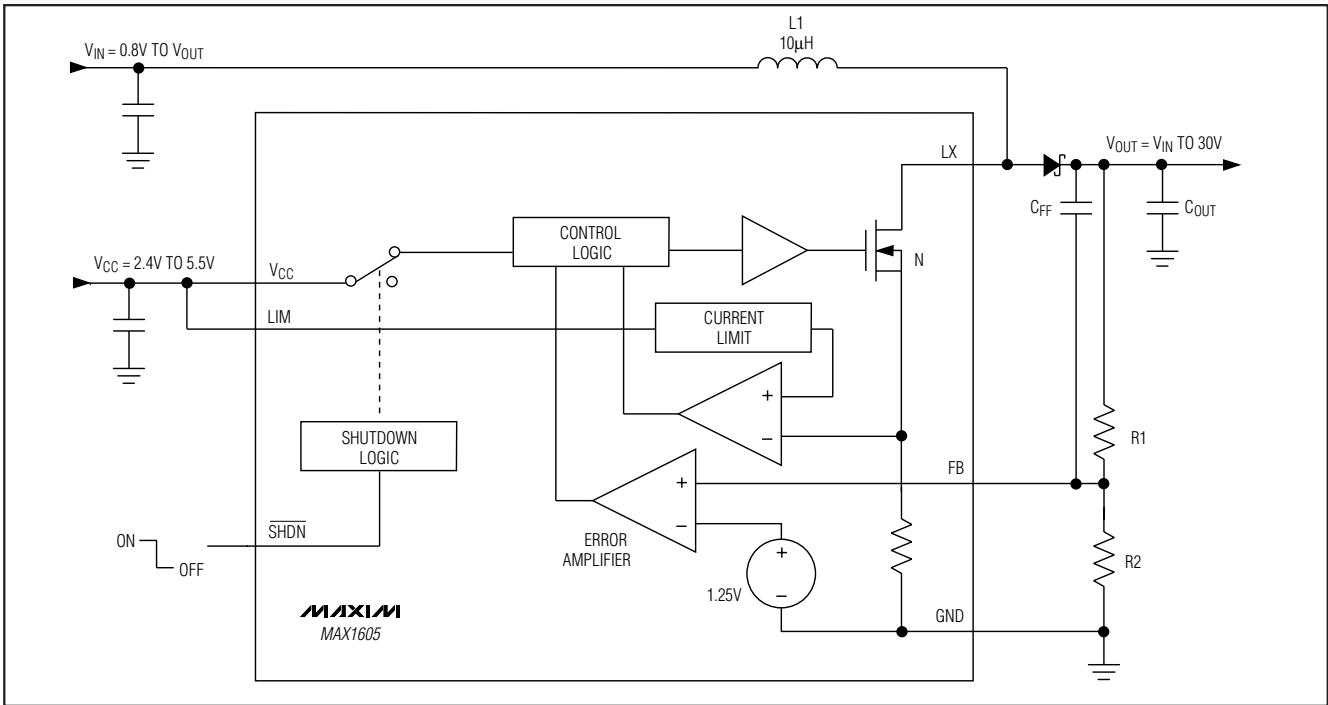 L1
10μH
VIN = 0.8V TO VOUT
LX
VOUT = VIN TO 30V
CFF
COUT
CONTROL
LOGIC
N
VCC = 2.4V TO 5.5V
VCC
LIM
CURRENT
LIMIT
+
−
SHUTDOWN
LOGIC
R1
FB
+
−
ERROR
AMPLIFIER
SHDN
ON
OFF
+
−
1.25V
R2
GND
MAXIM
MAX1605